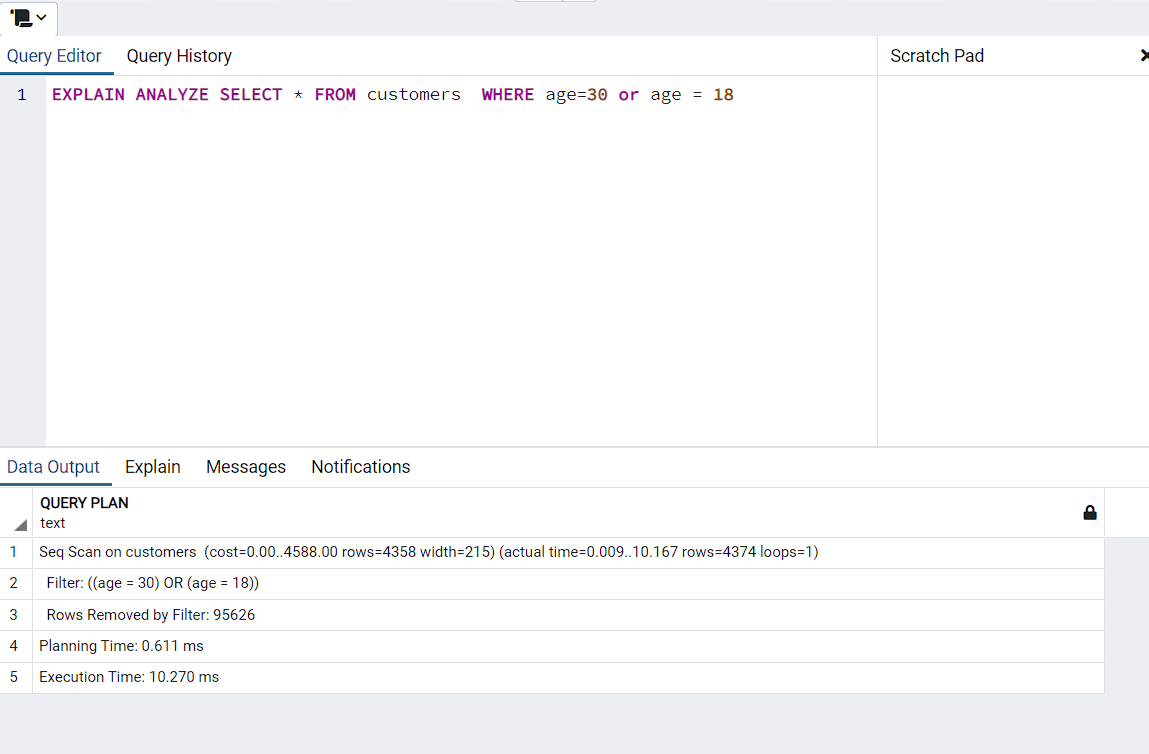 Query Editor Query History
Scratch Pad
1 EXPLAIN ANALYZE SELECT * FROM customers  WHERE age=30 or age = 18
Data Output Explain Messages Notifications
QUERY PLAN
text
1 Seq Scan on customers  (cost=0.00..4588.00 rows=4358 width=215) (actual time=0.009..10.167 rows=4374 loops=1)
2 Filter: ((age = 30) OR (age = 18))
3 Rows Removed by Filter: 95626
4 Planning Time: 0.611 ms
5 Execution Time: 10.270 ms